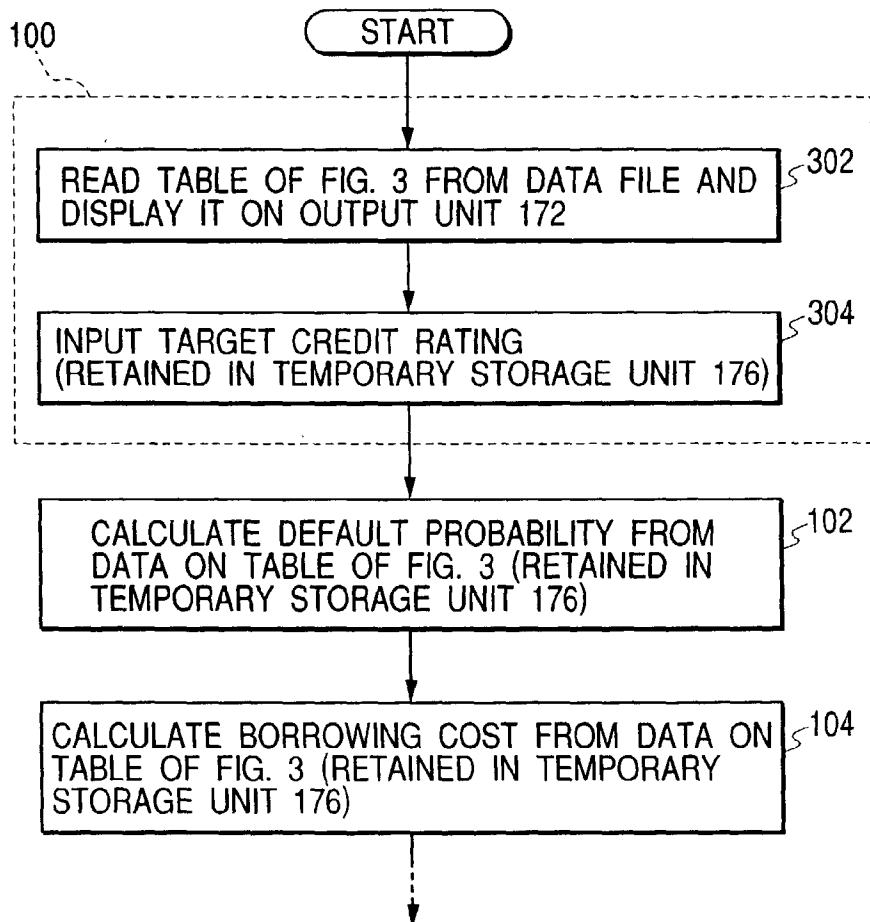 START
100
READ TABLE OF FIG. 3 FROM DATA FILE AND
DISPLAY IT ON OUTPUT UNIT 172
302
INPUT TARGET CREDIT RATING
(RETAINED IN TEMPORARY STORAGE UNIT 176)
304
CALCULATE DEFAULT PROBABILITY FROM
DATA ON TABLE OF FIG. 3 (RETAINED IN
TEMPORARY STORAGE UNIT 176)
102
CALCULATE BORROWING COST FROM DATA ON
TABLE OF FIG. 3 (RETAINED IN TEMPORARY
STORAGE UNIT 176)
104